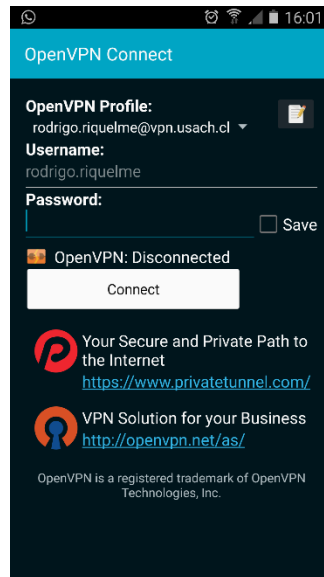 16:01
OpenVPN Connect
OpenVPN Profile:
rodrigo.riquelme@vpn.usach.cl
Username:
rodrigo.riquelme
Password:
Save
OpenVPN: Disconnected
Connect
Your Secure and Private Path to
the Internet
https://www.privatetunnel.com/
VPN Solution for your Business
http://openvpn.net/as/
OpenVPN is a registered trademark of OpenVPN
Technologies, Inc.